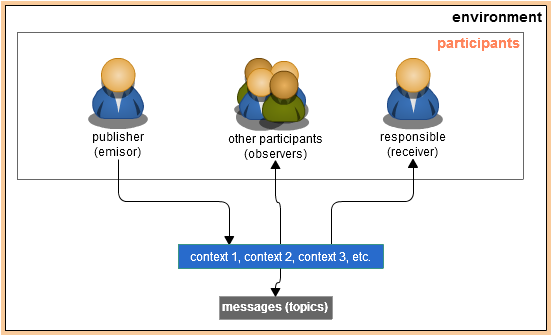 environment
participants
publisher
(emisor)
other participants
(observers)
responsible
(receiver)
context 1, context 2, context 3, etc.
messages (topics)